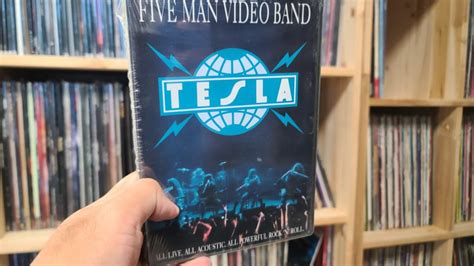 FIVE MAN VIDEO BAND
TESLA
ALL LIVE. ALL ACOUSTIC. ALL POWERFUL ROCK 'N' ROLL.